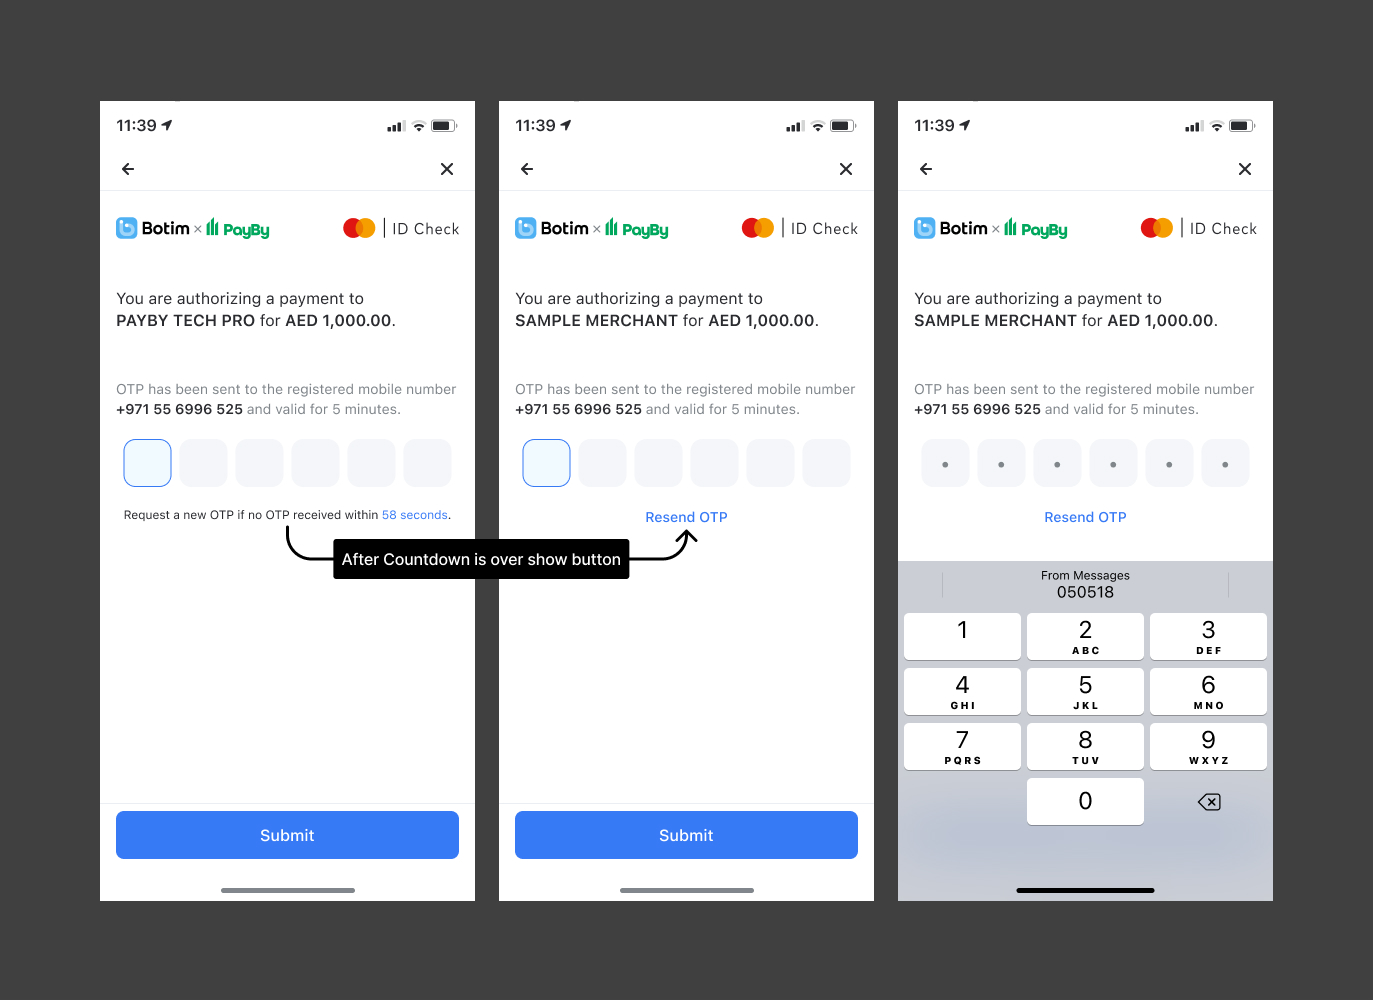 11:39
Botim × PayBy
ID Check
You are authorizing a payment to
PAYBY TECH PRO for AED 1,000.00.
OTP has been sent to the registered mobile number
+971 55 6996 525 and valid for 5 minutes.
Request a new OTP if no OTP received within 58 seconds.
Submit
After Countdown is over show button
11:39
Botim × PayBy
ID Check
You are authorizing a payment to
SAMPLE MERCHANT for AED 1,000.00.
OTP has been sent to the registered mobile number
+971 55 6996 525 and valid for 5 minutes.
Resend OTP
Submit
11:39
Botim × PayBy
ID Check
You are authorizing a payment to
SAMPLE MERCHANT for AED 1,000.00.
OTP has been sent to the registered mobile number
+971 55 6996 525 and valid for 5 minutes.
Resend OTP
From Messages
050518
1 2 3
ABC DEF
4 5 6
GHI JKL MNO
7 8 9
PQRS TUV WXYZ
0